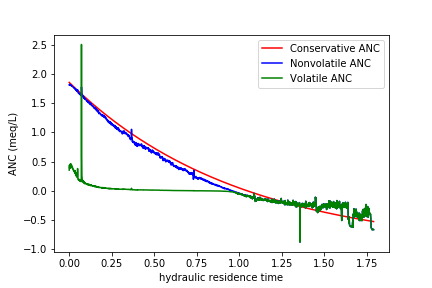 2.5
2.0
1.5
1.0
0.5
0.0
−0.5
−1.0
ANC (meq/L)
Conservative ANC
Nonvolatile ANC
Volatile ANC
0.00 0.25 0.50 0.75 1.00 1.25 1.50 1.75
hydraulic residence time